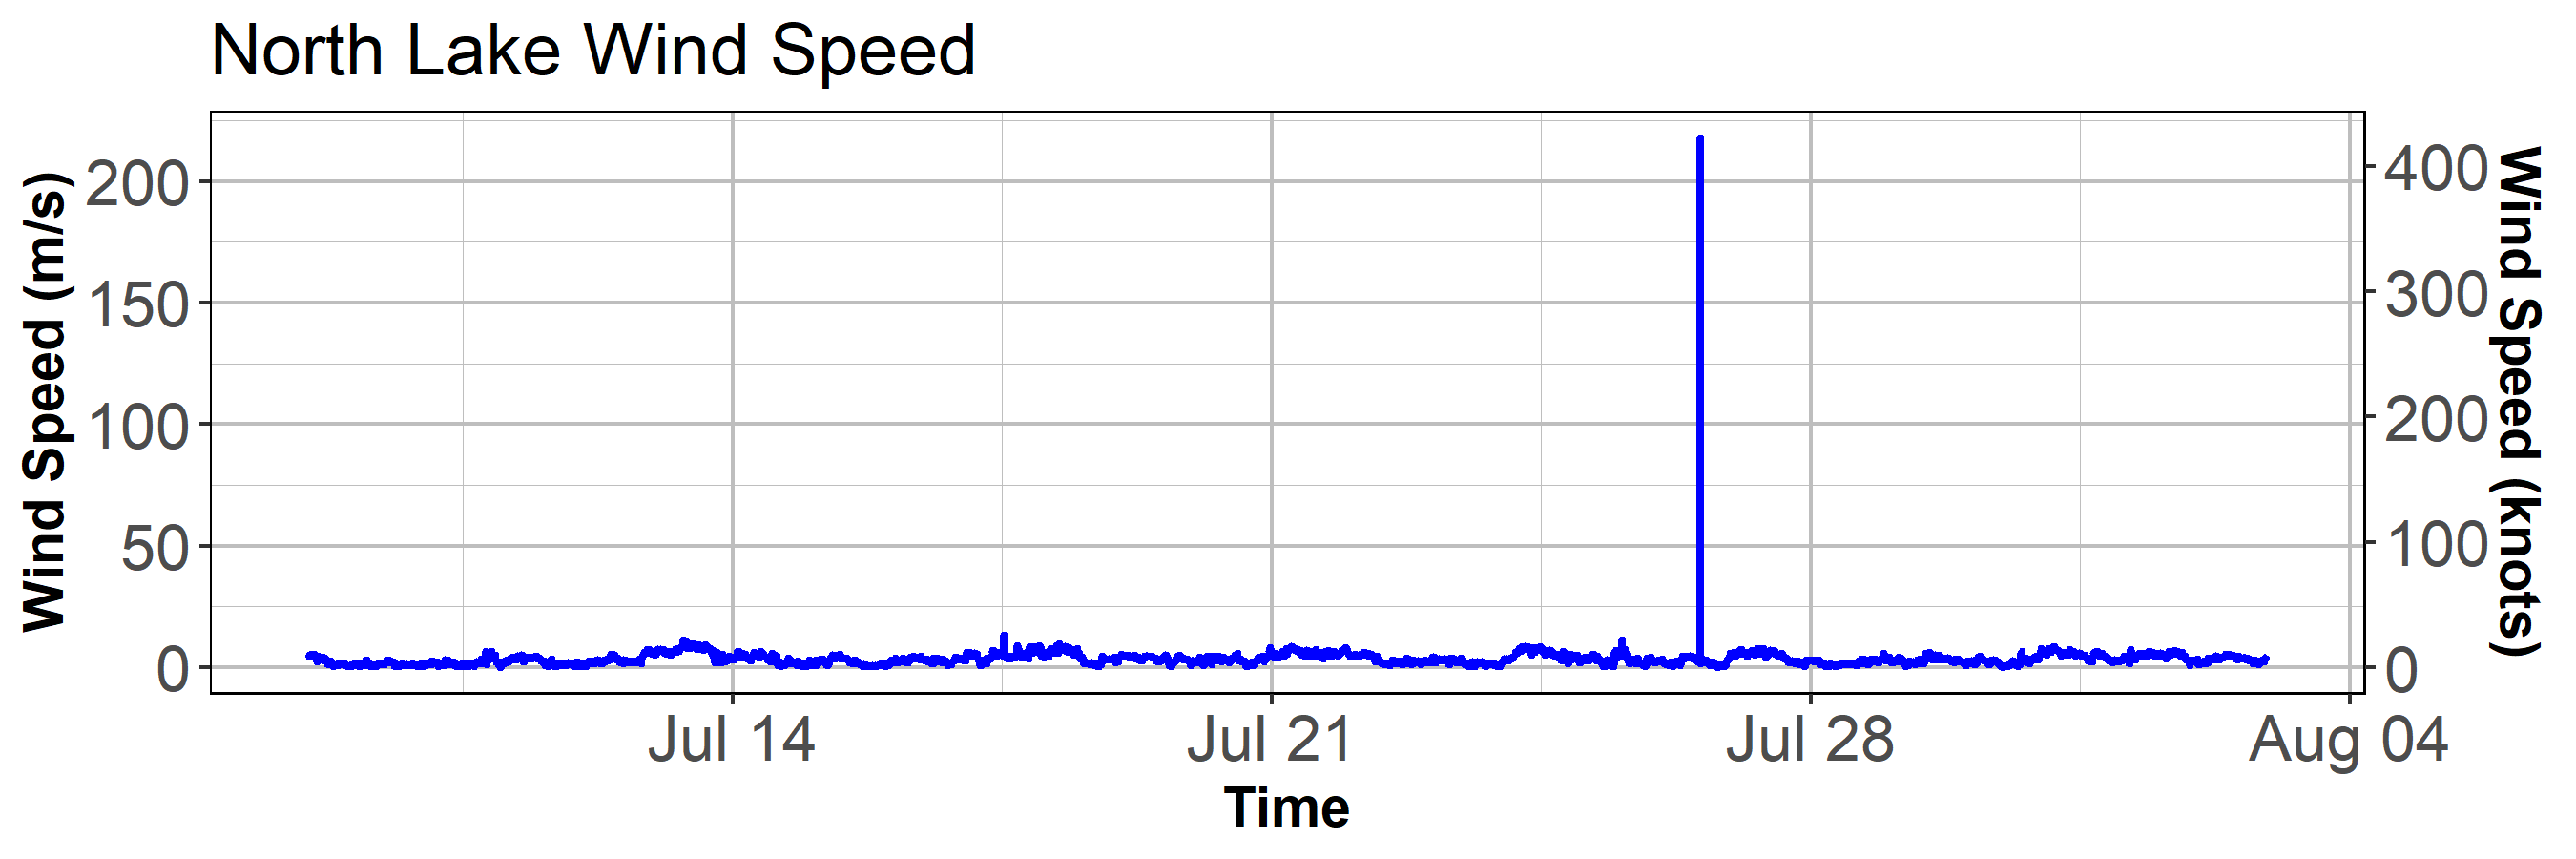 North Lake Wind Speed
Wind Speed (m/s)
200
150
100
50
0
400
300
200
100
0
Wind Speed (knots)
Jul 14
Jul 21
Jul 28
Aug 04
Time